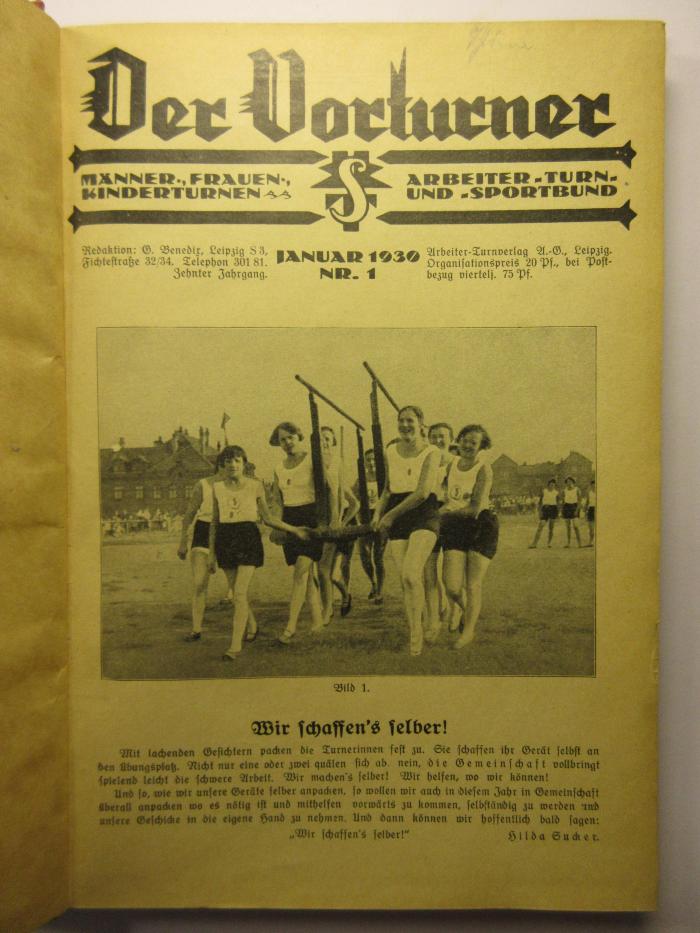 Der Vorturner
MÄNNER-, FRAUEN-,
KINDERTURNEN
S
ARBEITER-TURN-
UND -SPORTBUND
Redaktion: G. Benedix, Leipzig S 3,
Fichtestraße 32/34. Telephon 301 81.
Zehnter Jahrgang.
JANUAR 1930
NR. 1
Arbeiter-Turnverlag A.-G., Leipzig.
Organisationspreis 20 Pf., bei Post-
bezug viertelj. 75 Pf.
Bild 1.
Wir schaffen's selber!
Mit lachenden Gesichtern packen die Turnerinnen fest zu. Sie schaffen ihr Gerät selbst an
den Übungsplatz. Nicht nur eine oder zwei quälen sich ab, nein, die Gemeinschaft vollbringt
spielend leicht die schwere Arbeit. Wir machen's selber! Wir helfen, wo wir können!
Und so, wie wir unsere Geräte selber anpacken, so wollen wir auch in diesem Jahr in Gemeinschaft
überall anpacken wo es nötig ist und mithelfen vorwärts zu kommen, selbständig zu werden und
unsere Geschicke in die eigene Hand zu nehmen. Und dann können wir hoffentlich bald sagen:
„Wir schaffen's selber!“ Hilda Sucker.